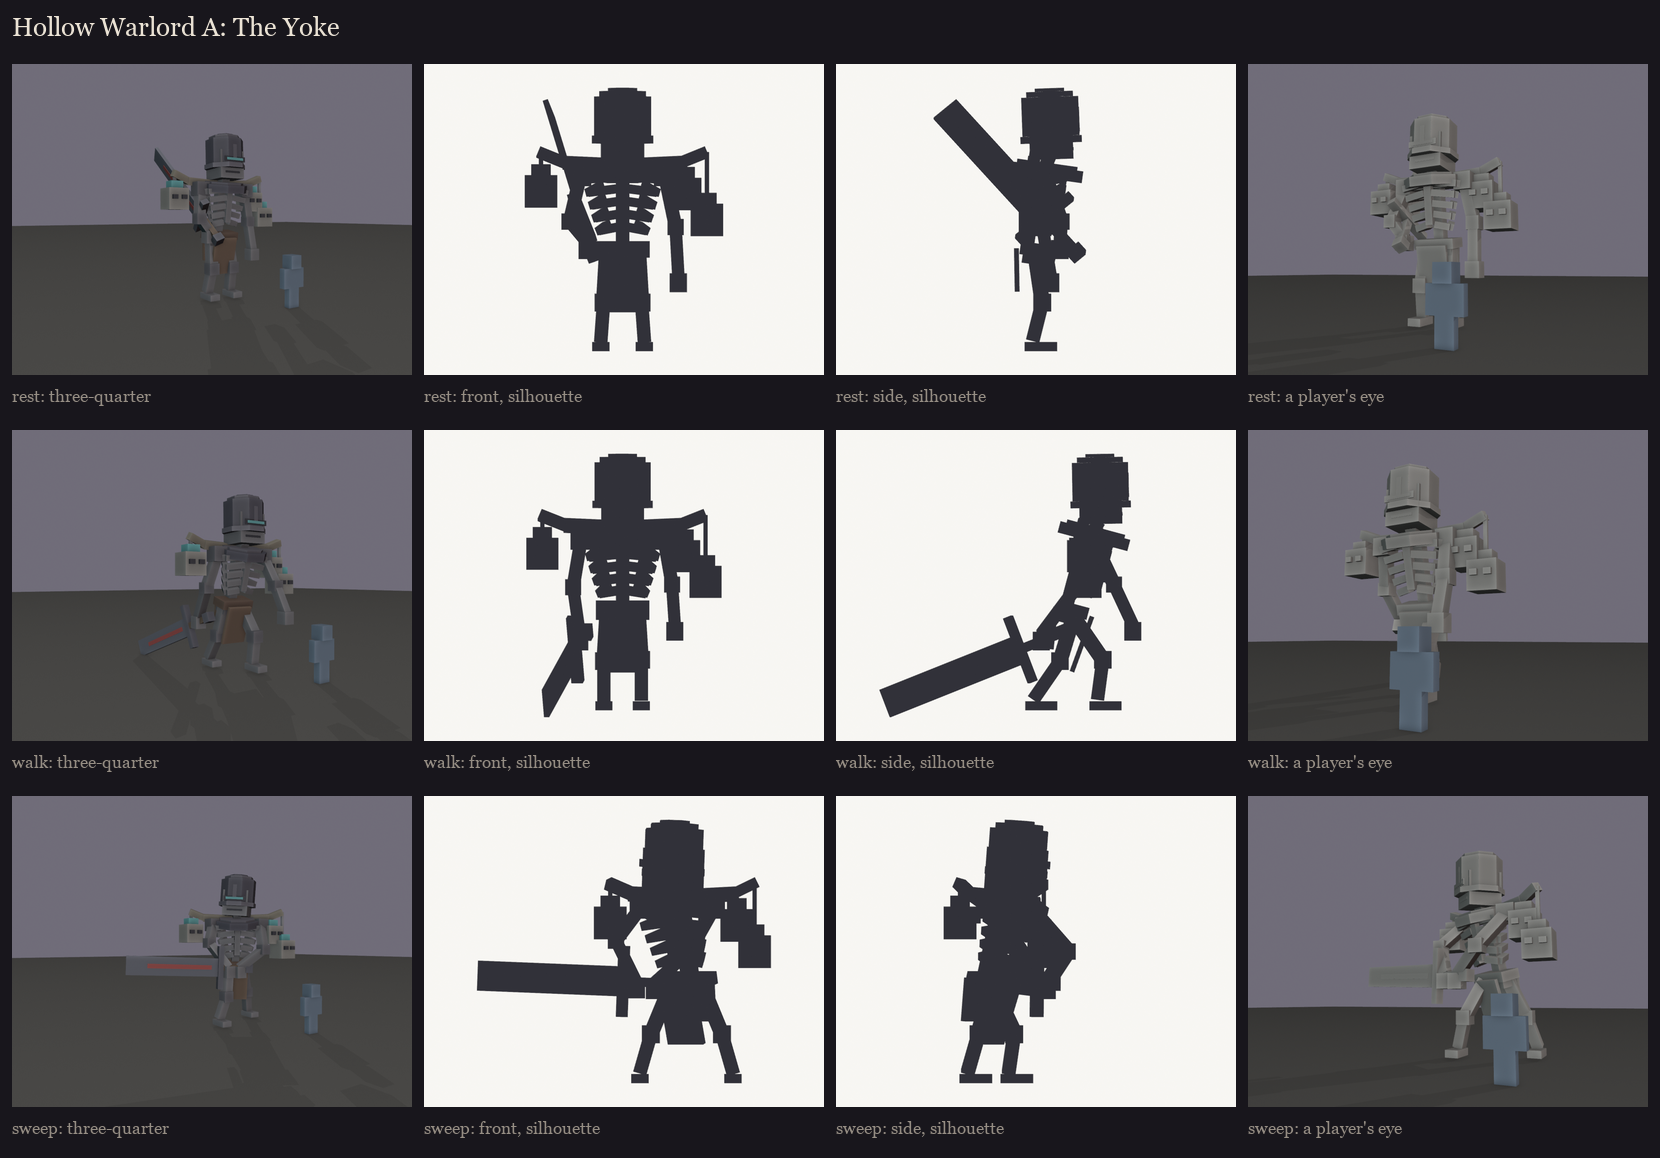 Hollow Warlord A: The Yoke
rest: three-quarter
rest: front, silhouette
rest: side, silhouette
rest: a player's eye
walk: three-quarter
walk: front, silhouette
walk: side, silhouette
walk: a player's eye
sweep: three-quarter
sweep: front, silhouette
sweep: side, silhouette
sweep: a player's eye